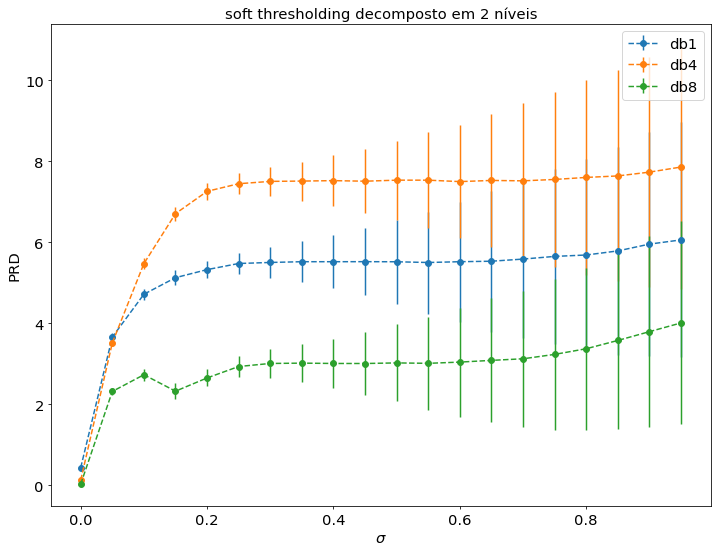 soft thresholding decomposto em 2 níveis
db1
db4
db8
PRD
10
8
6
4
2
0
0.0 0.2 0.4 0.6 0.8
σ